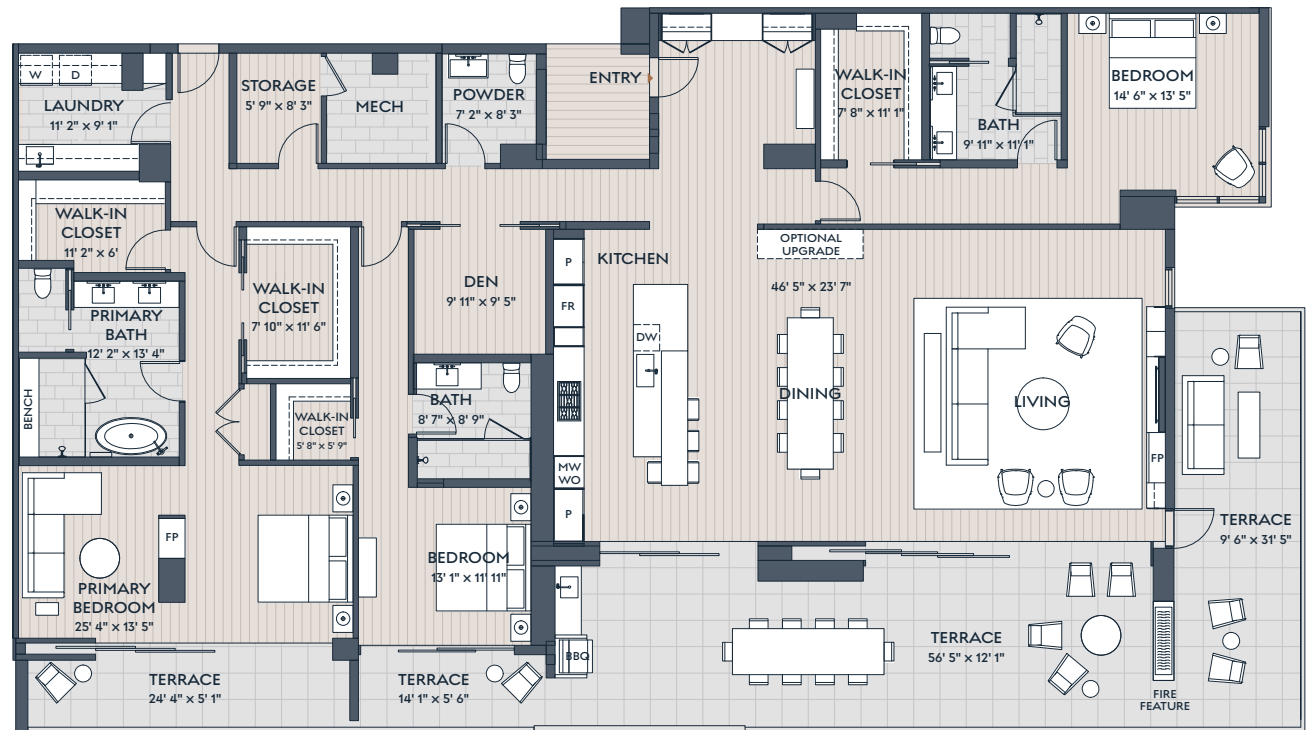 W
D
LAUNDRY
11' 2" x 9' 1"
STORAGE
5' 9" x 8' 3"
MECH
POWDER
7' 2" x 8' 3"
ENTRY
WALK-IN
CLOSET
7' 8" x 11' 1"
BATH
9' 11" x 11' 1"
BEDROOM
14' 6" x 13' 5"
WALK-IN
CLOSET
11' 2" x 6'
PRIMARY
BATH
12' 2" x 13' 4"
BENCH
WALK-IN
CLOSET
7' 10" x 11' 6"
WALK-IN
CLOSET
5' 8" x 5' 9"
DEN
9' 11" x 9' 5"
BATH
8' 7" x 8' 9"
P
FR
MW
WO
P
KITCHEN
DW
OPTIONAL
UPGRADE
46' 5" x 23' 7"
DINING
LIVING
FP
TERRACE
9' 6" x 31' 5"
FP
PRIMARY
BEDROOM
25' 4" x 13' 5"
BEDROOM
13' 1" x 11' 11"
TERRACE
24' 4" x 5' 1"
TERRACE
14' 1" x 5' 6"
BBQ
TERRACE
56' 5" x 12' 1"
FIRE
FEATURE